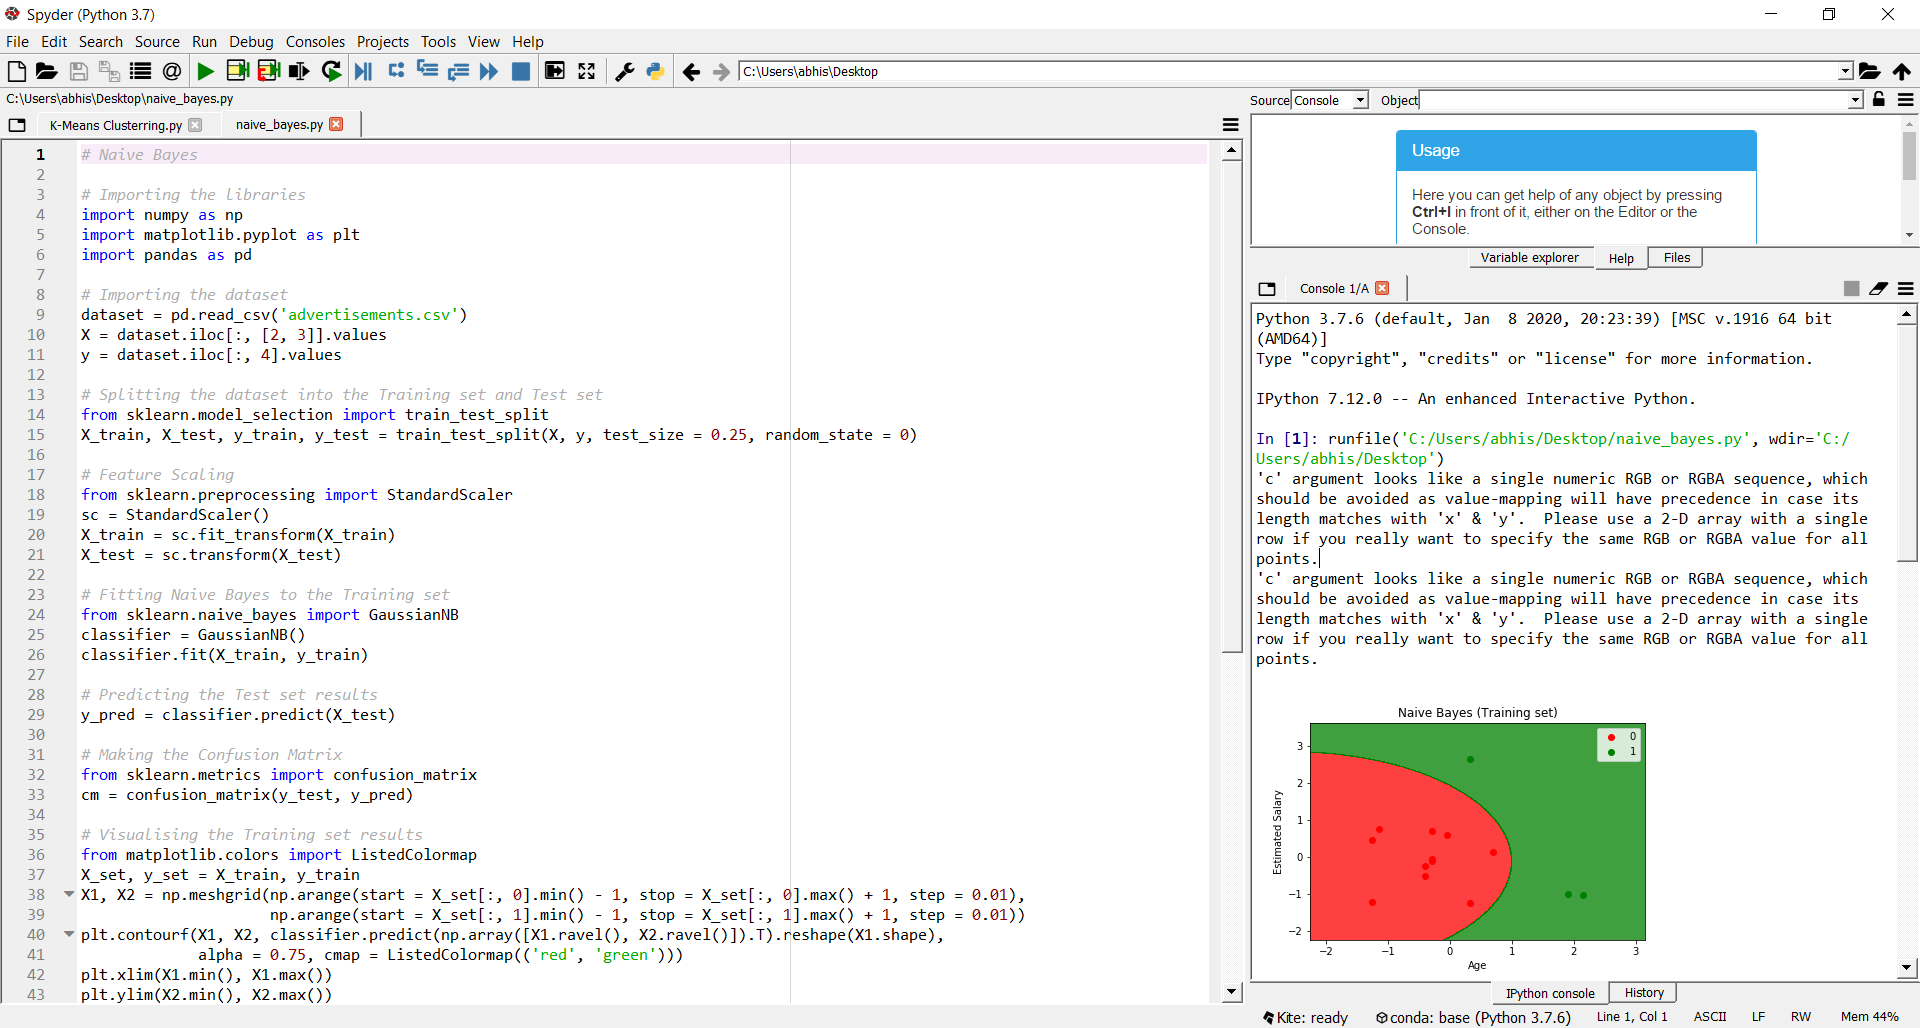 Spyder (Python 3.7)
File Edit Search Source Run Debug Consoles Projects Tools View Help
C:\Users\abhis\Desktop
C:\Users\abhis\Desktop\naive_bayes.py
K-Means Clusterring.py
naive_bayes.py
1 # Naive Bayes
2
3 # Importing the libraries
4 import numpy as np
5 import matplotlib.pyplot as plt
6 import pandas as pd
7
8 # Importing the dataset
9 dataset = pd.read_csv('advertisements.csv')
10 X = dataset.iloc[:, [2, 3]].values
11 y = dataset.iloc[:, 4].values
12
13 # Splitting the dataset into the Training set and Test set
14 from sklearn.model_selection import train_test_split
15 X_train, X_test, y_train, y_test = train_test_split(X, y, test_size = 0.25, random_state = 0)
16
17 # Feature Scaling
18 from sklearn.preprocessing import StandardScaler
19 sc = StandardScaler()
20 X_train = sc.fit_transform(X_train)
21 X_test = sc.transform(X_test)
22
23 # Fitting Naive Bayes to the Training set
24 from sklearn.naive_bayes import GaussianNB
25 classifier = GaussianNB()
26 classifier.fit(X_train, y_train)
27
28 # Predicting the Test set results
29 y_pred = classifier.predict(X_test)
30
31 # Making the Confusion Matrix
32 from sklearn.metrics import confusion_matrix
33 cm = confusion_matrix(y_test, y_pred)
34
35 # Visualising the Training set results
36 from matplotlib.colors import ListedColormap
37 X_set, y_set = X_train, y_train
38 X1, X2 = np.meshgrid(np.arange(start = X_set[:, 0].min() - 1, stop = X_set[:, 0].max() + 1, step = 0.01),
39 np.arange(start = X_set[:, 1].min() - 1, stop = X_set[:, 1].max() + 1, step = 0.01))
40 plt.contourf(X1, X2, classifier.predict(np.array([X1.ravel(), X2.ravel()]).T).reshape(X1.shape),
41 alpha = 0.75, cmap = ListedColormap(('red', 'green')))
42 plt.xlim(X1.min(), X1.max())
43 plt.ylim(X2.min(), X2.max())
Source Console Object
Usage
Here you can get help of any object by pressing
Ctrl+I in front of it, either on the Editor or the
Console.
Variable explorer Help Files
Console 1/A
Python 3.7.6 (default, Jan  8 2020, 20:23:39) [MSC v.1916 64 bit
(AMD64)]
Type "copyright", "credits" or "license" for more information.
IPython 7.12.0 -- An enhanced Interactive Python.
In [1]: runfile('C:/Users/abhis/Desktop/naive_bayes.py', wdir='C:/
Users/abhis/Desktop')
'c' argument looks like a single numeric RGB or RGBA sequence, which
should be avoided as value-mapping will have precedence in case its
length matches with 'x' & 'y'.  Please use a 2-D array with a single
row if you really want to specify the same RGB or RGBA value for all
points.
'c' argument looks like a single numeric RGB or RGBA sequence, which
should be avoided as value-mapping will have precedence in case its
length matches with 'x' & 'y'.  Please use a 2-D array with a single
row if you really want to specify the same RGB or RGBA value for all
points.
Naive Bayes (Training set)
0
1
Estimated Salary
3
2
1
0
−1
−2
−2 −1 0 1 2 3
Age
IPython console History
Kite: ready conda: base (Python 3.7.6) Line 1, Col 1 ASCII LF RW Mem 44%